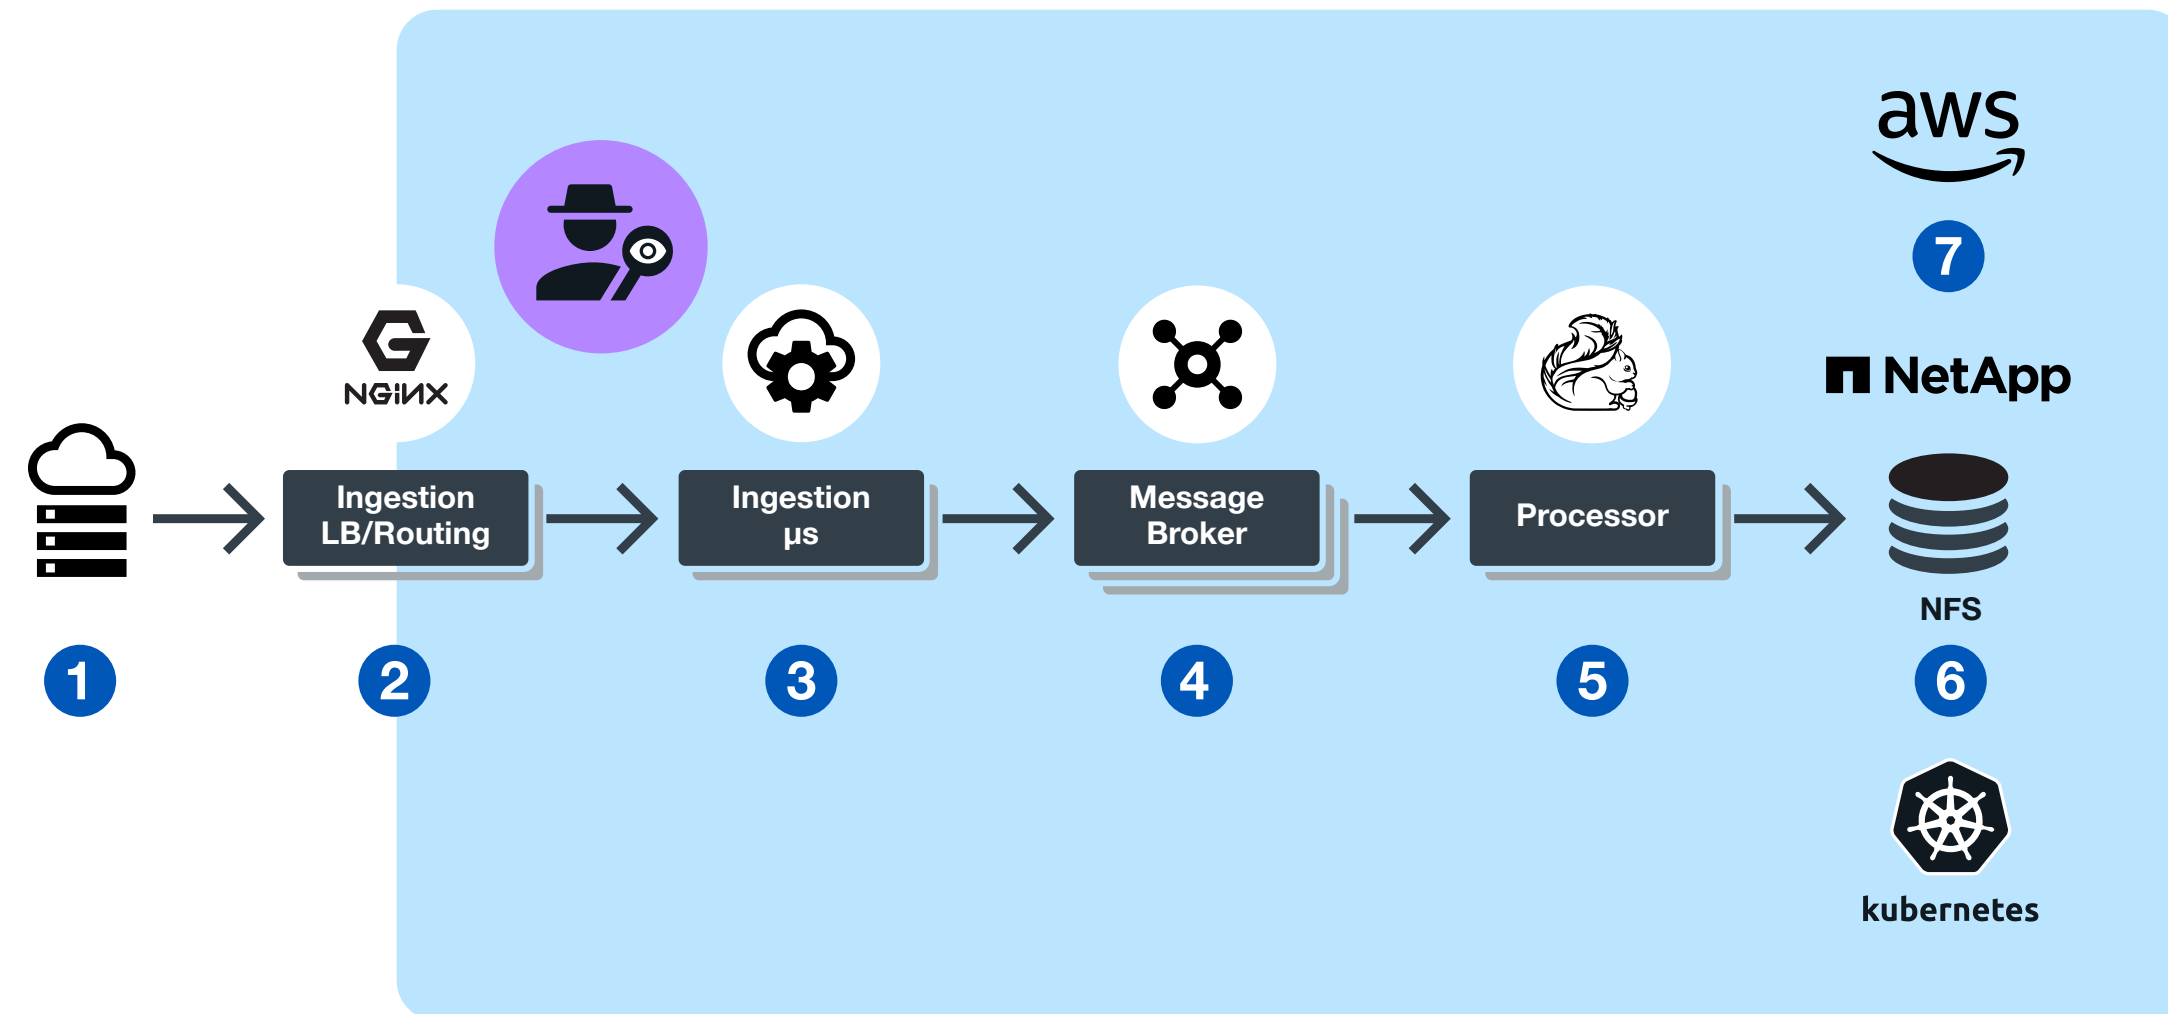 aws
7
NGINX
NetApp
Ingestion
LB/Routing
Ingestion
µs
Message
Broker
Processor
NFS
1
2
3
4
5
6
kubernetes